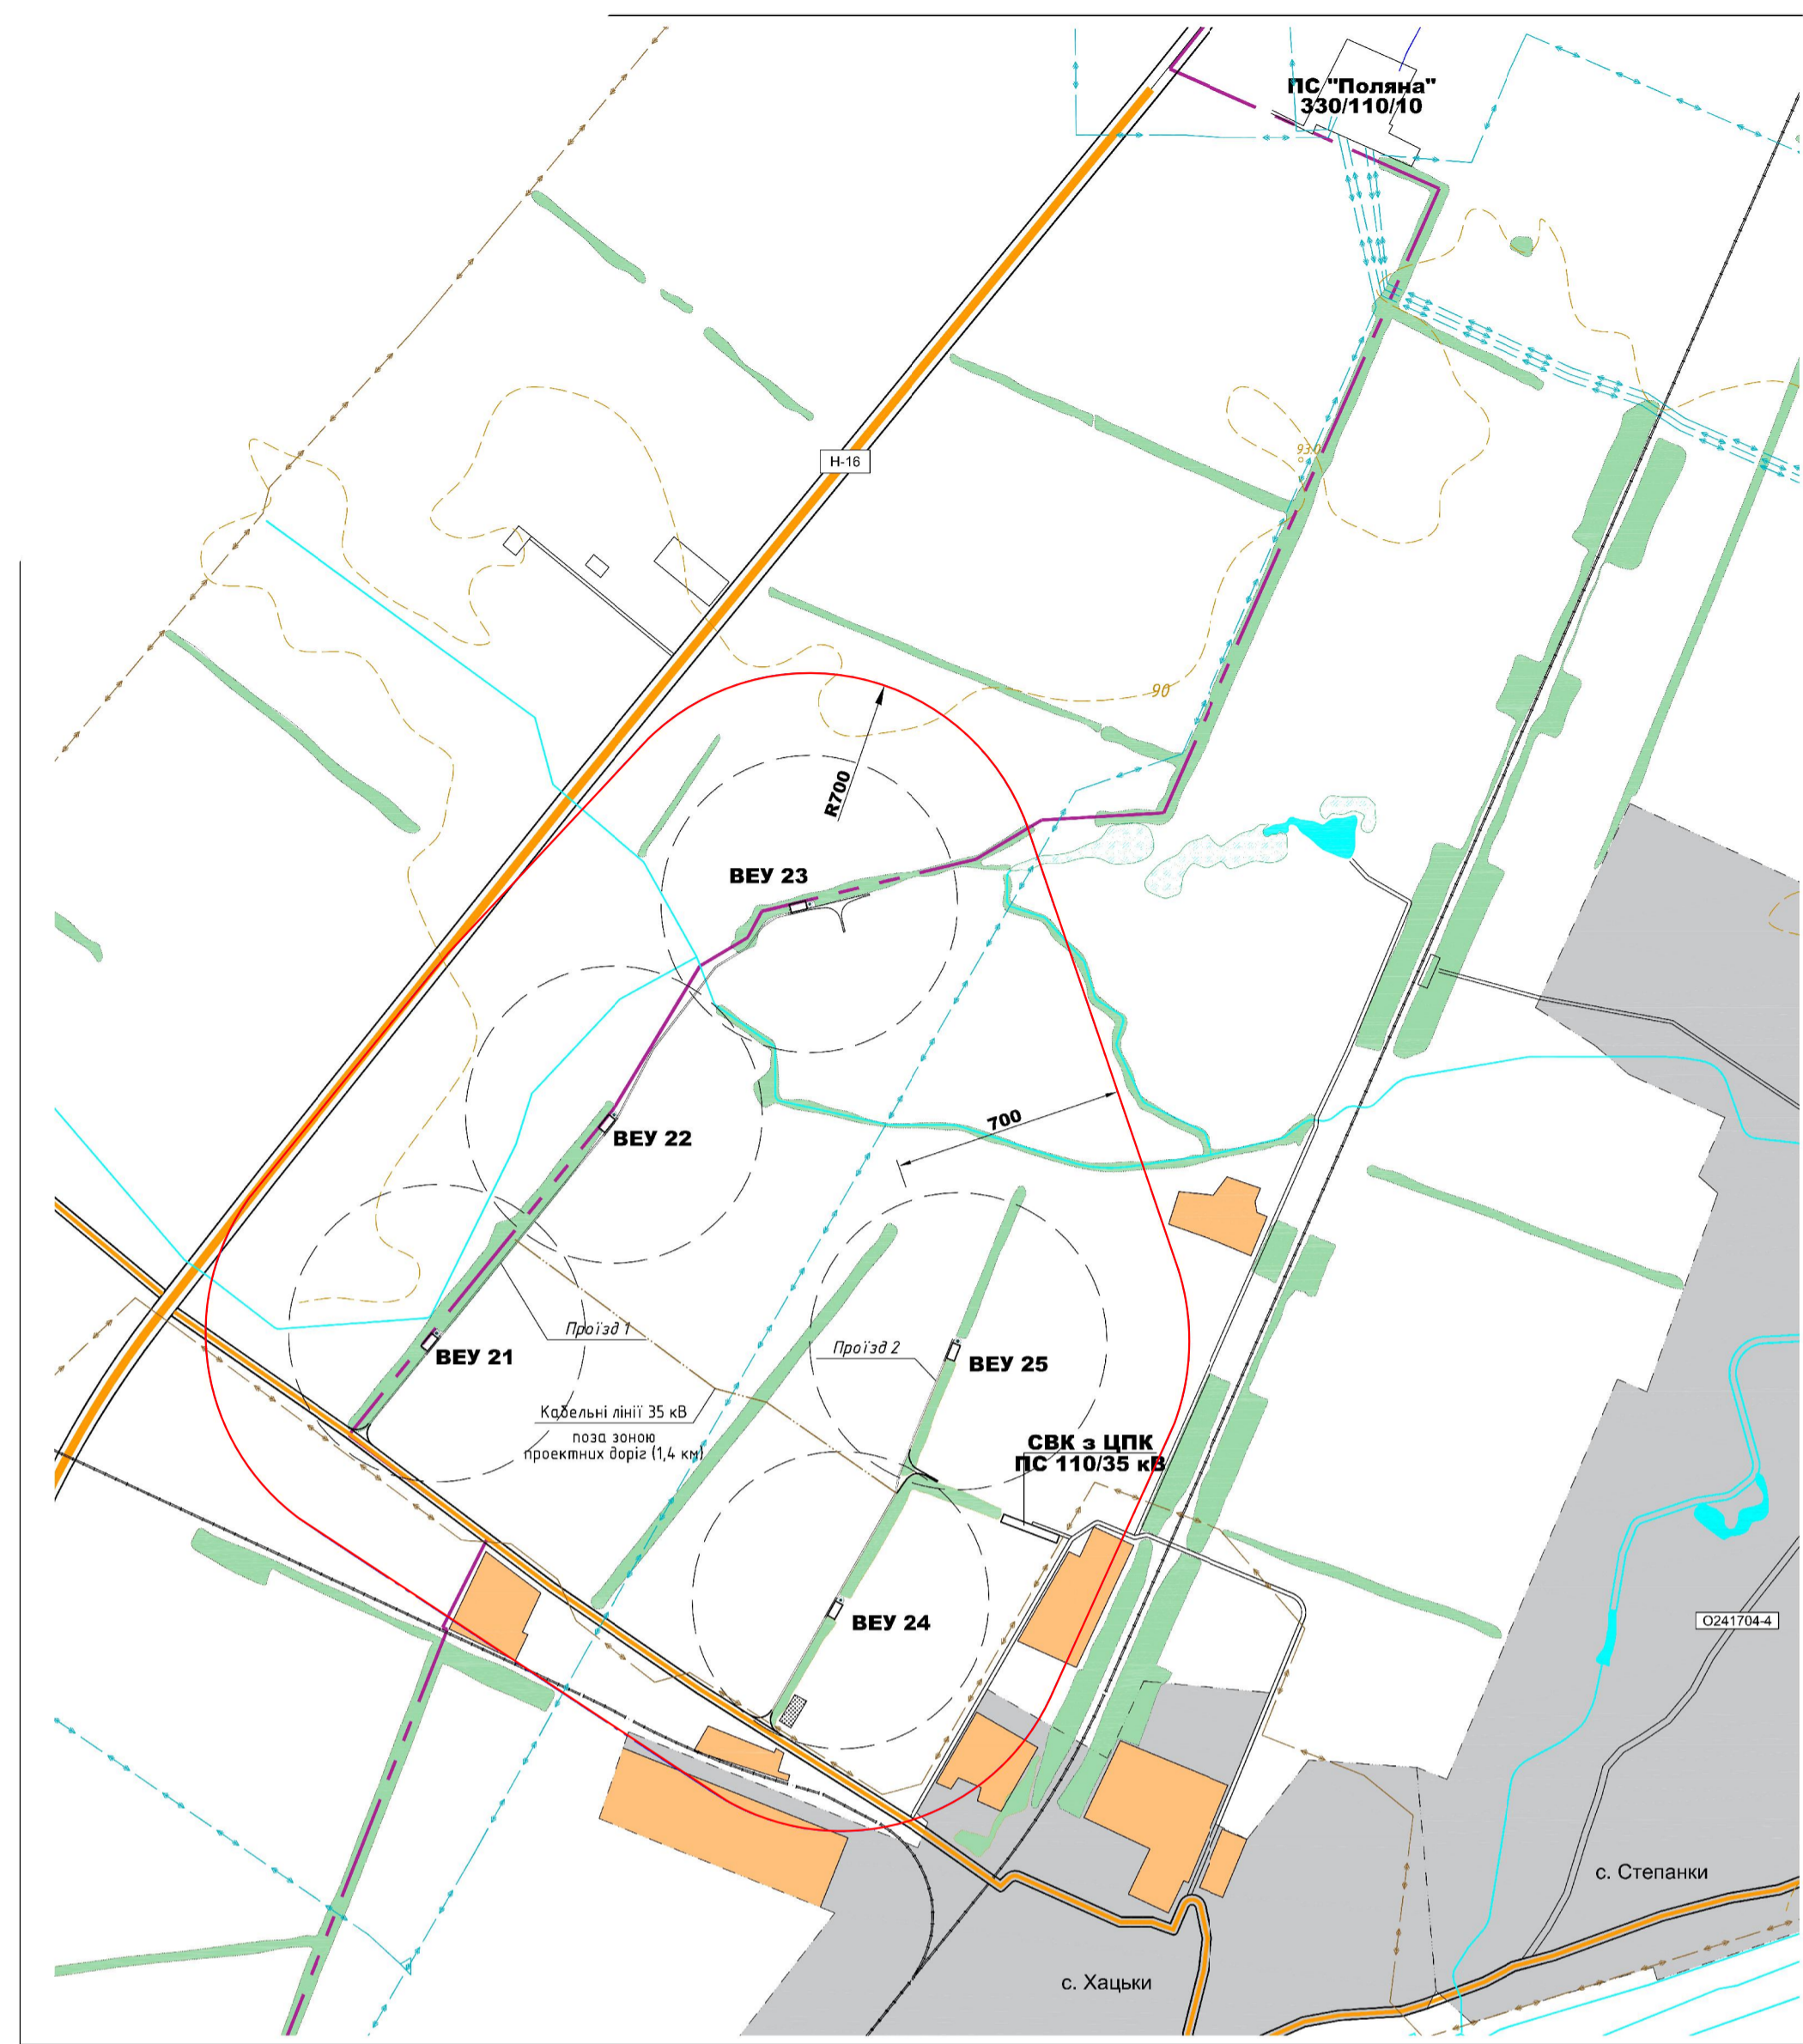 ПС "Поляна"
330/110/10
93.0
Н-16
90
R700
ВЕУ 23
700
ВЕУ 22
Проїзд 1
Проїзд 2
ВЕУ 21
ВЕУ 25
Кабельні лінії 35 кВ
поза зоною
проектних доріг (1,4 км)
СВК з ЦПК
ПС 110/35 кВ
ВЕУ 24
О241704-4
с. Степанки
с. Хацьки